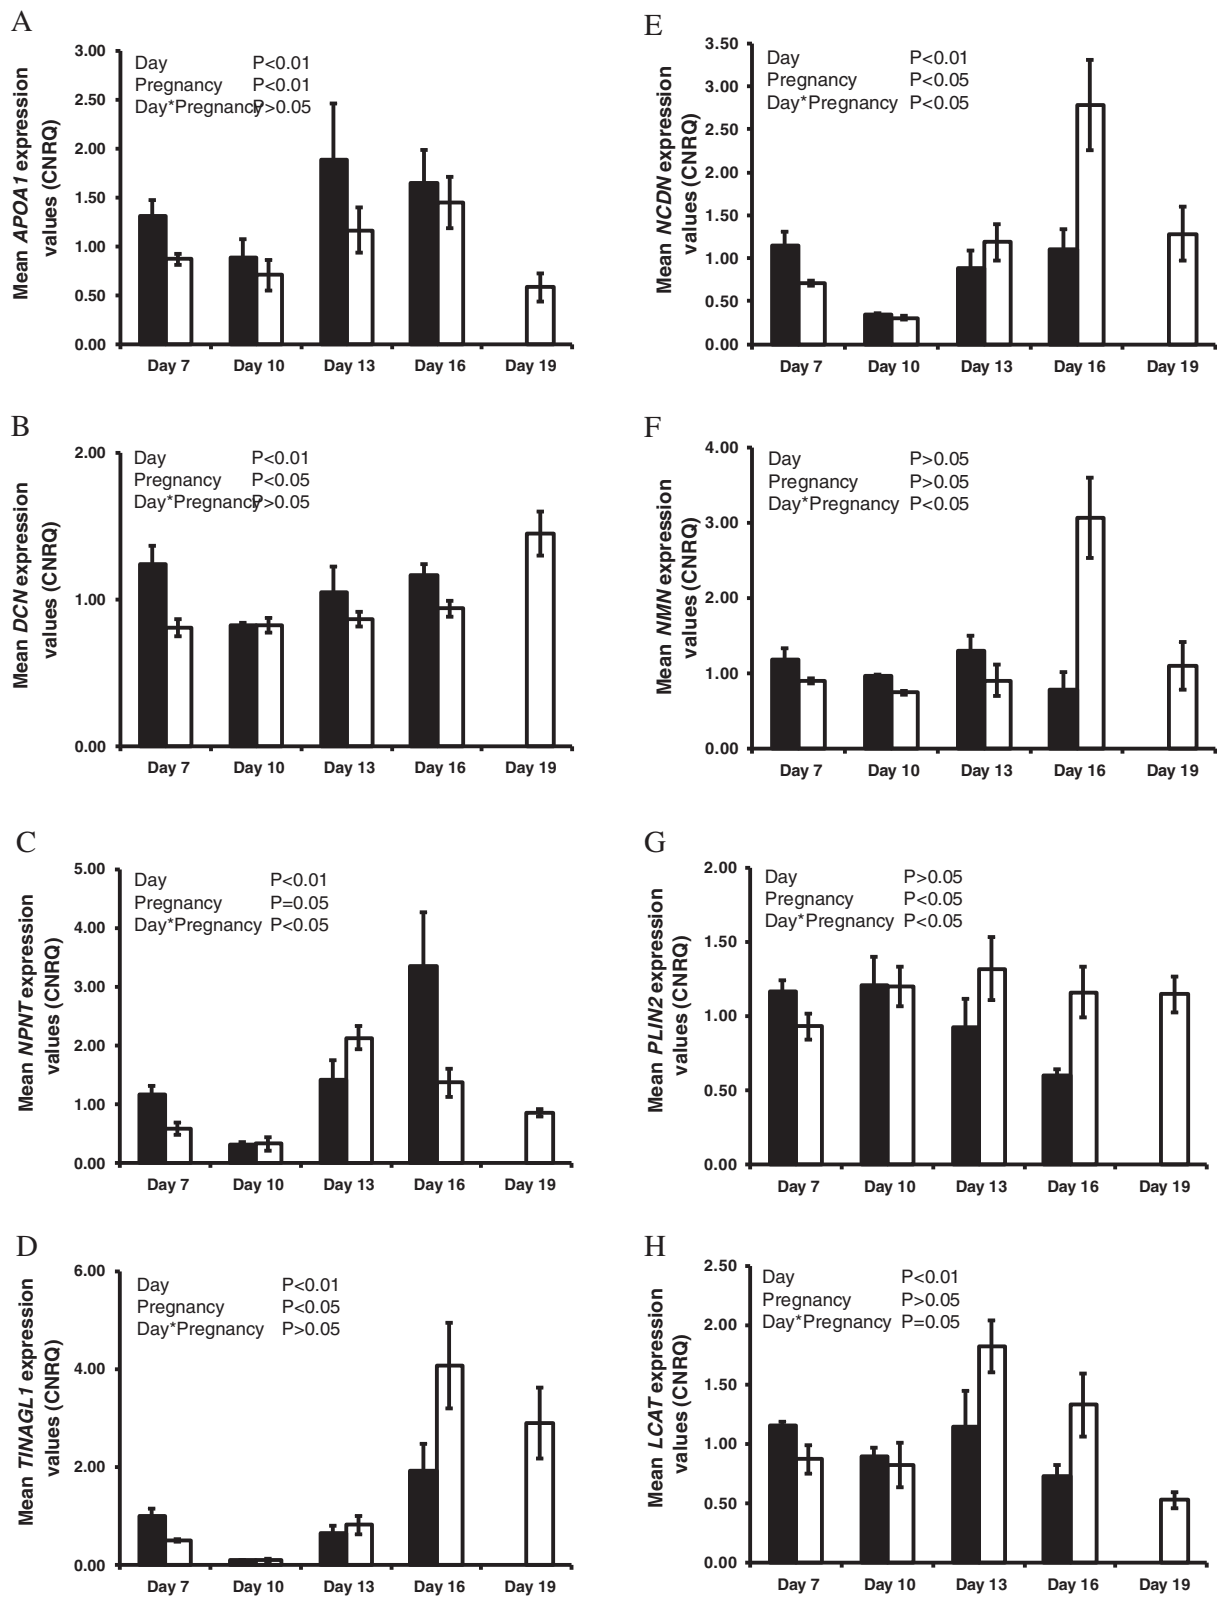 A
Mean APOA1 expression
values (CNRQ)
3.00
2.50
2.00
1.50
1.00
0.50
0.00
Day P<0.01
Pregnancy P<0.01
Day*Pregnancy P>0.05
Day 7 Day 10 Day 13 Day 16 Day 19
B
Mean DCN expression
values (CNRQ)
2.00
1.00
0.00
Day P<0.01
Pregnancy P<0.05
Day*Pregnancy P>0.05
Day 7 Day 10 Day 13 Day 16 Day 19
C
Mean NPNT expression
values (CNRQ)
5.00
4.00
3.00
2.00
1.00
0.00
Day P<0.01
Pregnancy P=0.05
Day*Pregnancy P<0.05
Day 7 Day 10 Day 13 Day 16 Day 19
D
Mean TINAGL1 expression
values (CNRQ)
6.00
4.00
2.00
0.00
Day P<0.01
Pregnancy P<0.05
Day*Pregnancy P>0.05
Day 7 Day 10 Day 13 Day 16 Day 19
E
Mean NCDN expression
values (CNRQ)
3.50
3.00
2.50
2.00
1.50
1.00
0.50
0.00
Day P<0.01
Pregnancy P<0.05
Day*Pregnancy P<0.05
Day 7 Day 10 Day 13 Day 16 Day 19
F
Mean NMN expression
values (CNRQ)
4.00
3.00
2.00
1.00
0.00
Day P>0.05
Pregnancy P>0.05
Day*Pregnancy P<0.05
Day 7 Day 10 Day 13 Day 16 Day 19
G
Mean PLIN2 expression
values (CNRQ)
2.00
1.50
1.00
0.50
0.00
Day P>0.05
Pregnancy P<0.05
Day*Pregnancy P<0.05
Day 7 Day 10 Day 13 Day 16 Day 19
H
Mean LCAT expression
values (CNRQ)
2.50
2.00
1.50
1.00
0.50
0.00
Day P<0.01
Pregnancy P>0.05
Day*Pregnancy P=0.05
Day 7 Day 10 Day 13 Day 16 Day 19